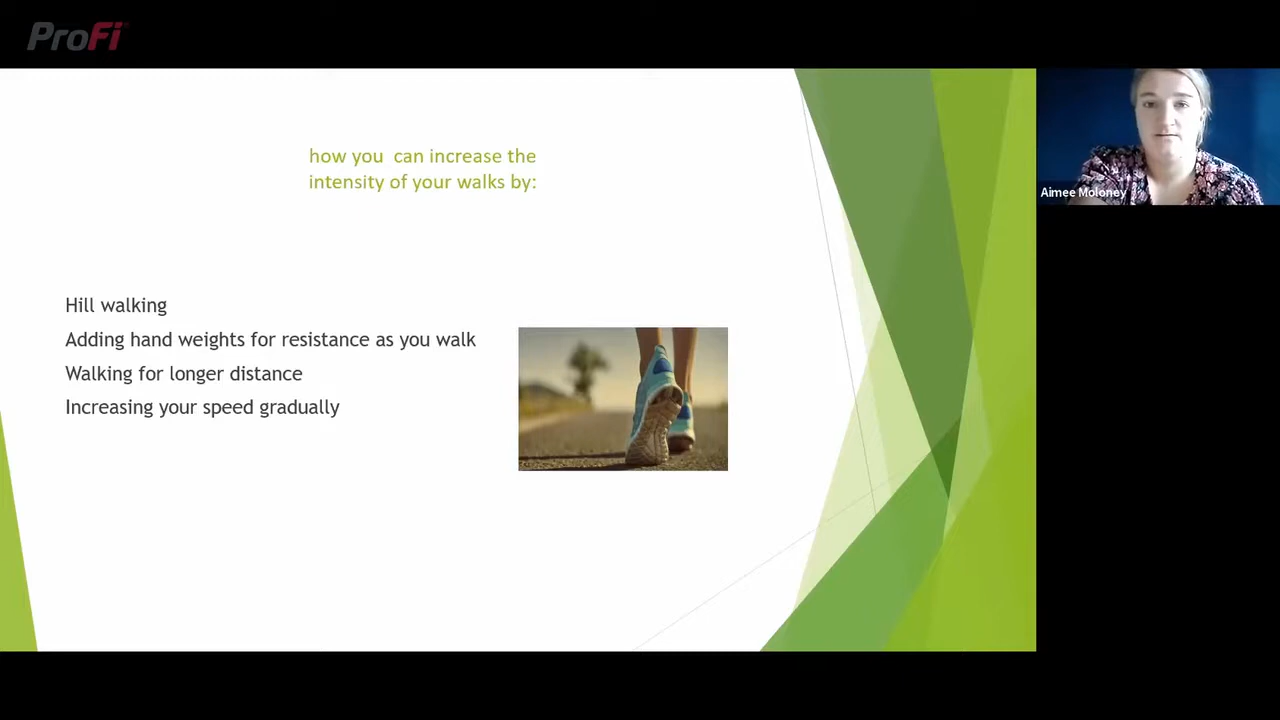 ProFi
how you  can increase the
intensity of your walks by:
Aimee Moloney
Hill walking
Adding hand weights for resistance as you walk
Walking for longer distance
Increasing your speed gradually